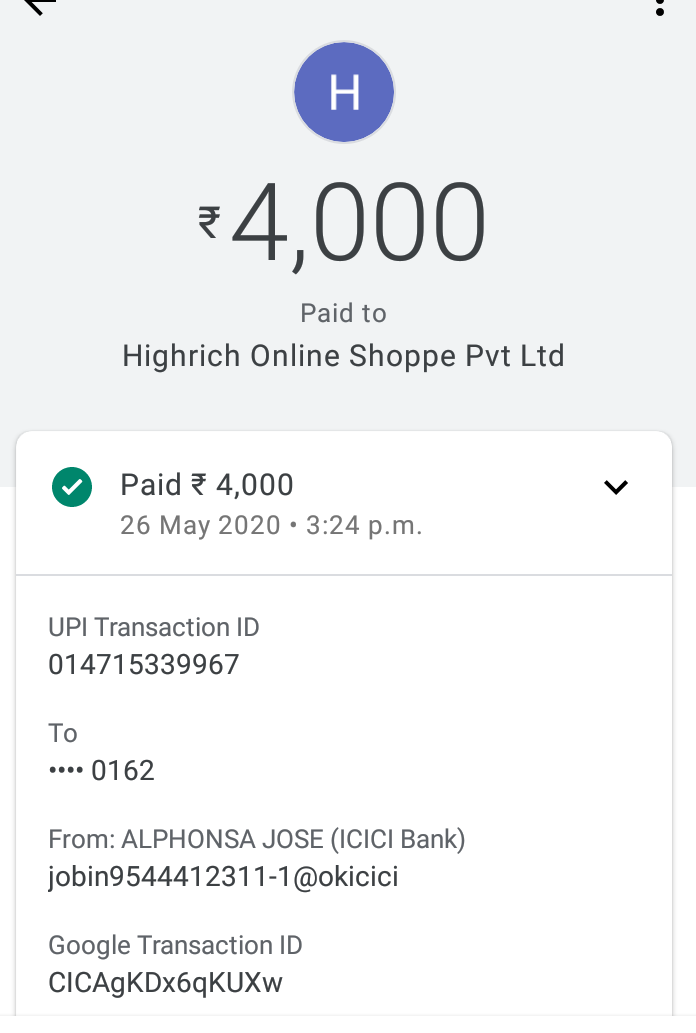 H
₹4,000
Paid to
Highrich Online Shoppe Pvt Ltd
Paid ₹ 4,000
26 May 2020 • 3:24 p.m.
UPI Transaction ID
014715339967
To
•••• 0162
From: ALPHONSA JOSE (ICICI Bank)
jobin9544412311-1@okicici
Google Transaction ID
CICAgKDx6qKUXw